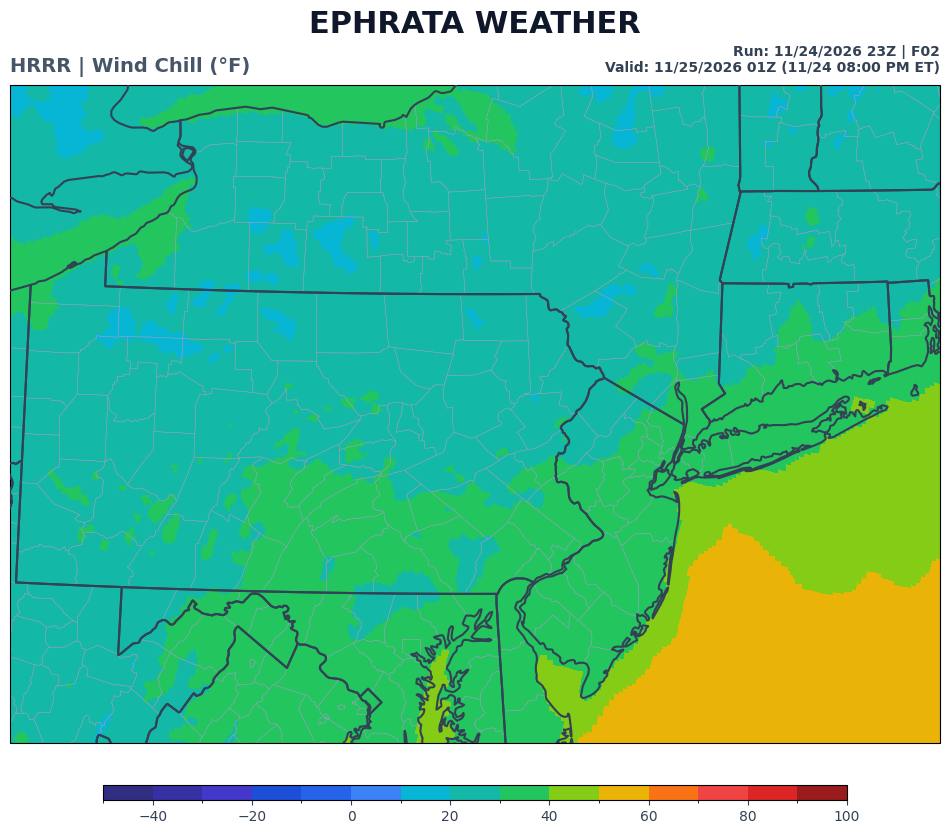 EPHRATA WEATHER
HRRR | Wind Chill (°F)
Run: 11/24/2026 23Z | F02
Valid: 11/25/2026 01Z (11/24 08:00 PM ET)
−40 −20 0 20 40 60 80 100